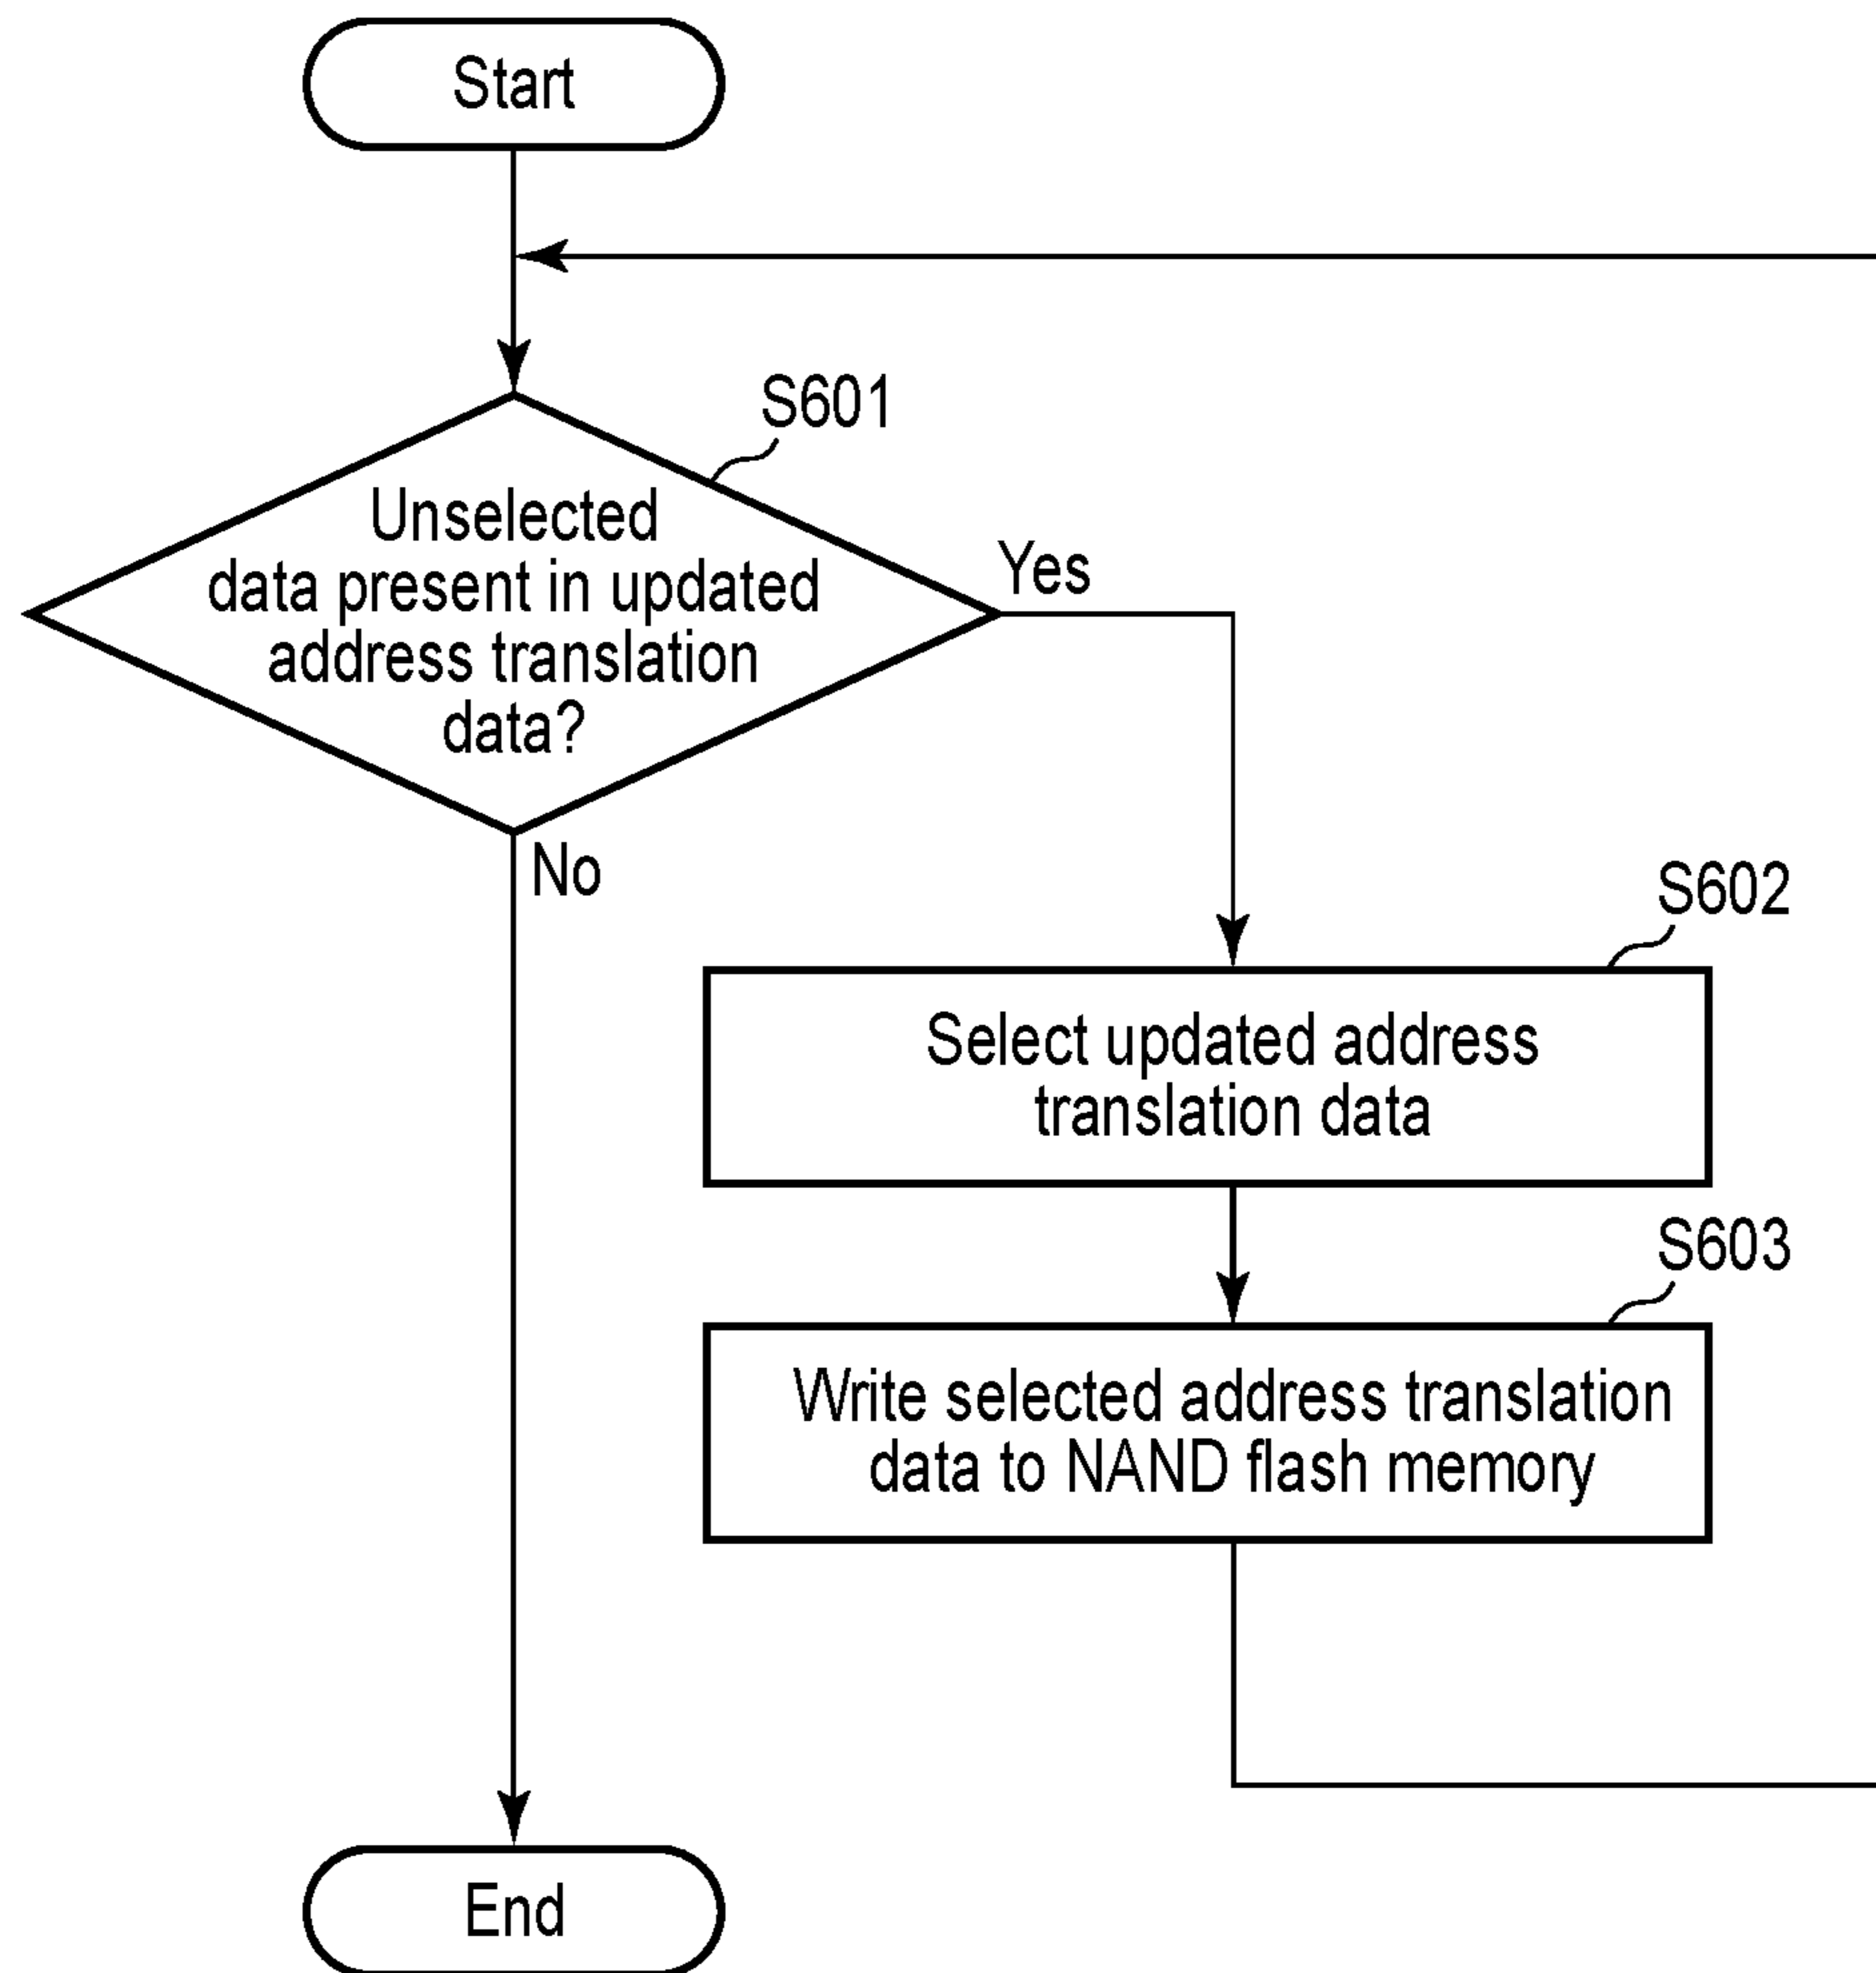 Start
S601
Unselected
data present in updated
address translation
data?
Yes
No
S602
Select updated address
translation data
S603
Write selected address translation
data to NAND flash memory
End